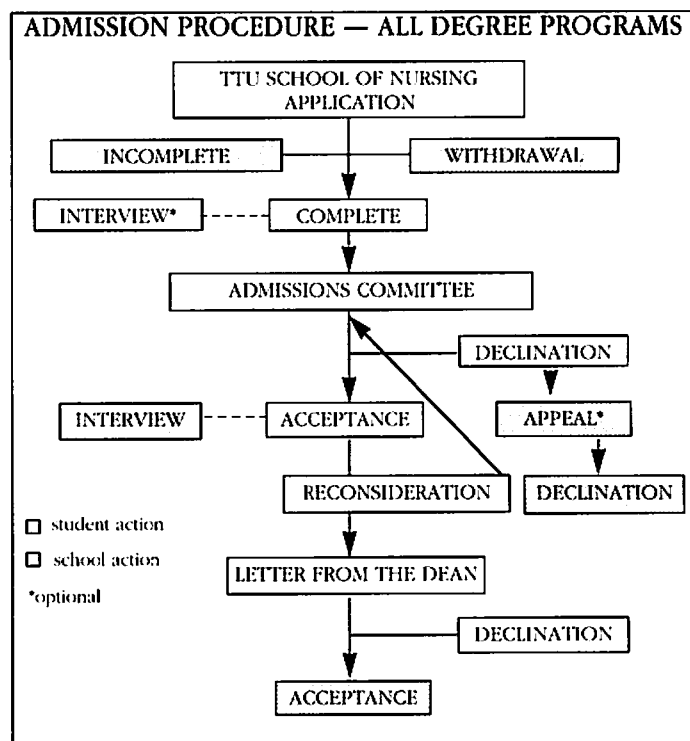 ADMISSION PROCEDURE — ALL DEGREE PROGRAMS
TTU SCHOOL OF NURSING
APPLICATION
INCOMPLETE
WITHDRAWAL
INTERVIEW*
COMPLETE
ADMISSIONS COMMITTEE
DECLINATION
INTERVIEW
ACCEPTANCE
APPEAL*
RECONSIDERATION
DECLINATION
student action
school action
*optional
LETTER FROM THE DEAN
DECLINATION
ACCEPTANCE